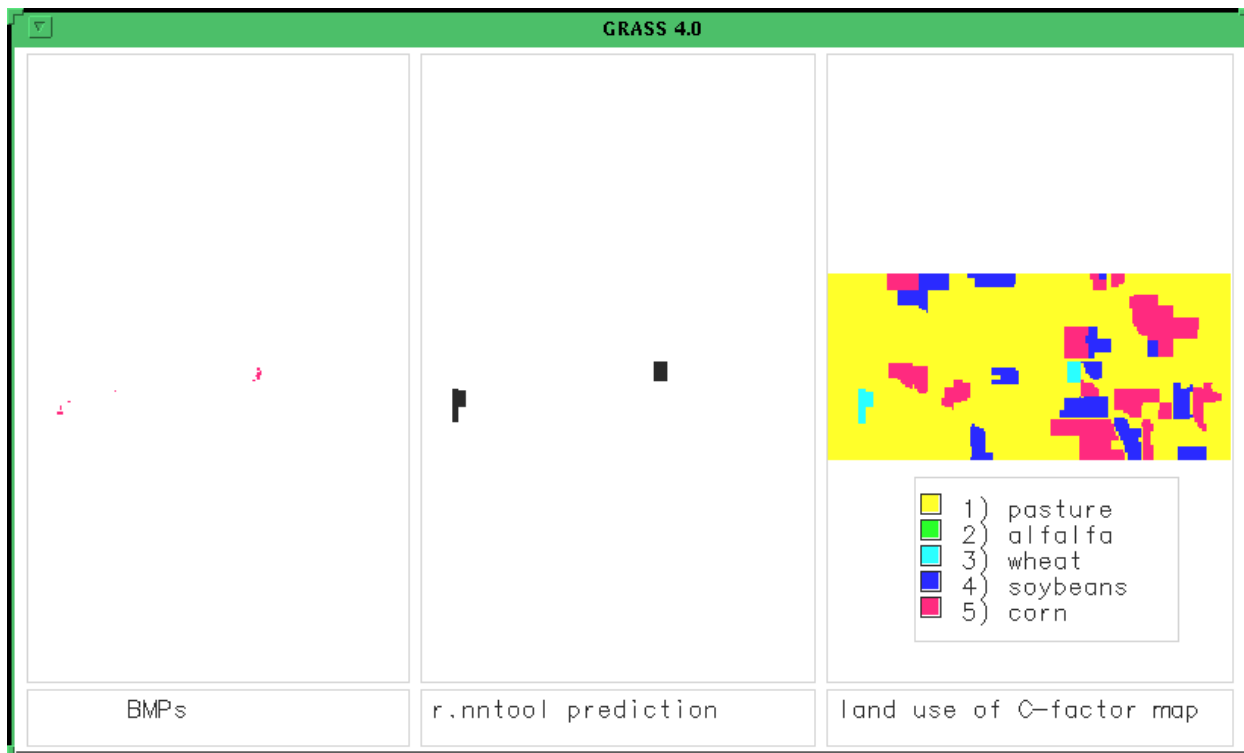 GRASS 4.0
1) pasture
2) alfalfa
3) wheat
4) soybeans
5) corn
BMPs
r.nntool prediction
land use of C-factor map